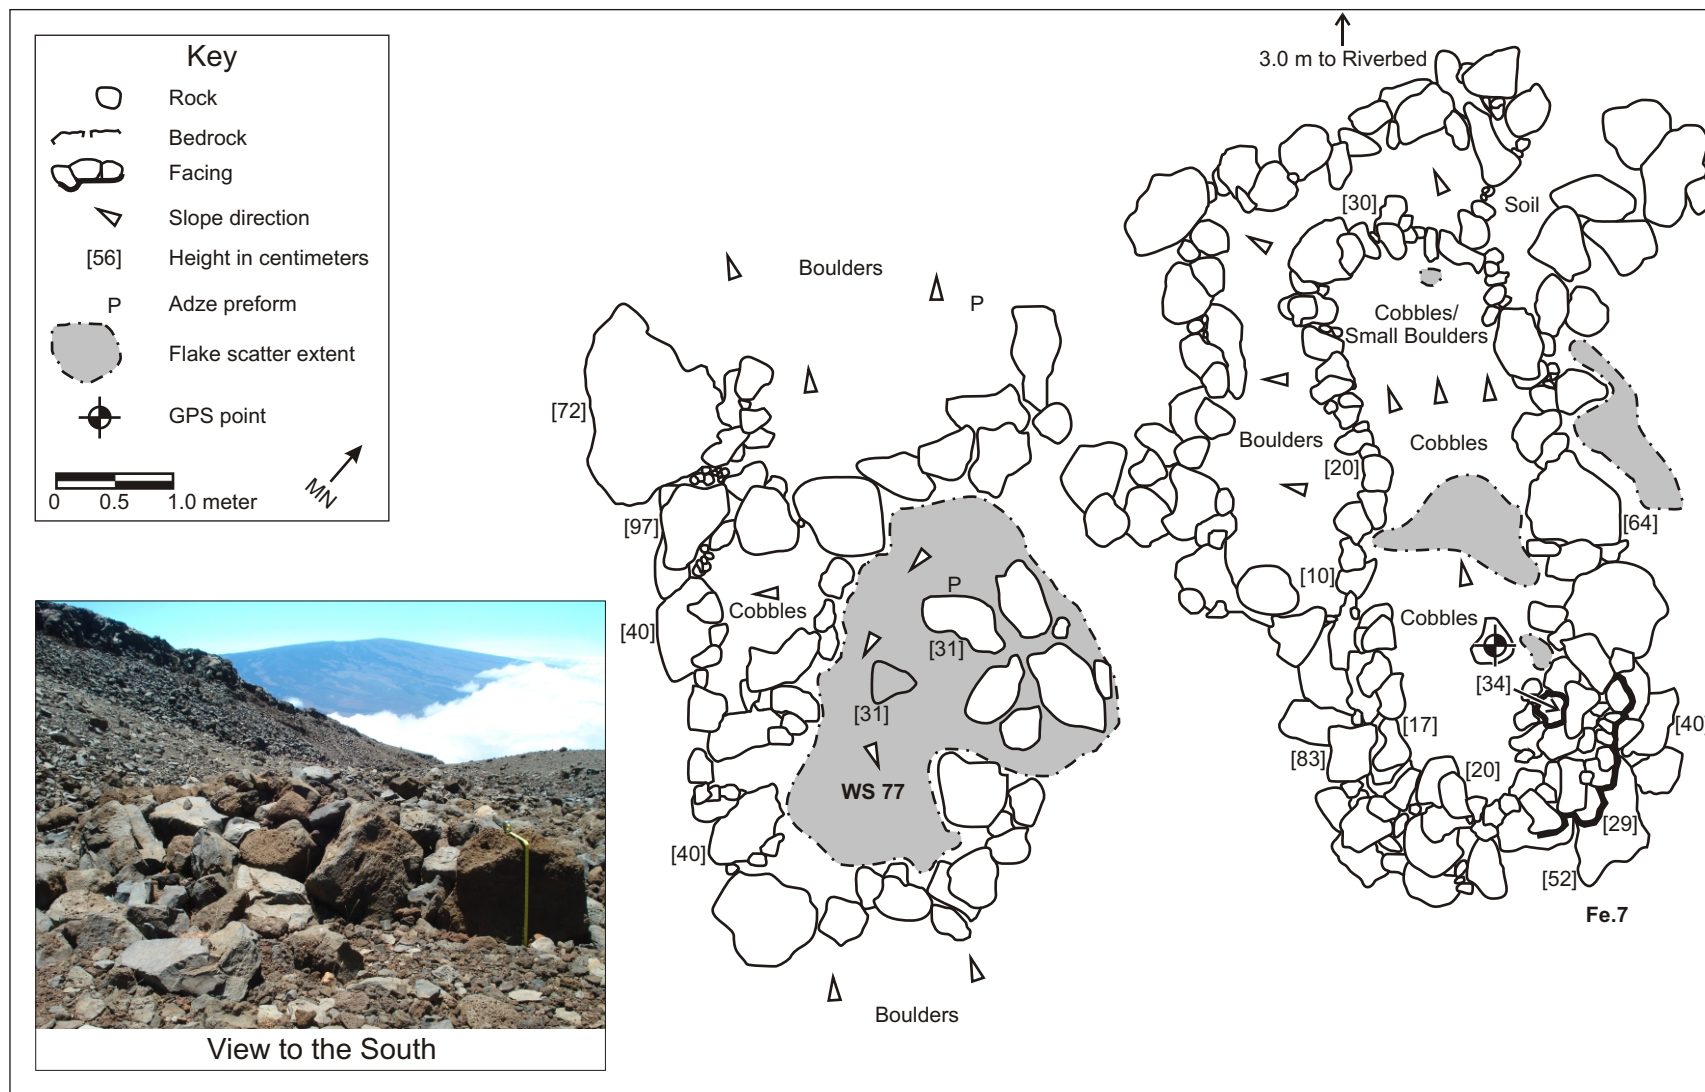 Key
Rock
Bedrock
Facing
Slope direction
[56] Height in centimeters
P Adze preform
Flake scatter extent
GPS point
MN
0 0.5 1.0 meter
View to the South
3.0 m to Riverbed
Soil
[30]
Boulders
P
Cobbles/
Small Boulders
[72]
Boulders
Cobbles
[20]
[97]
[64]
[10]
P
Cobbles
Cobbles
[40]
[31]
[34]
[31]
[17]
[40]
[83]
[20]
WS 77
[29]
[40]
[52]
Fe.7
Boulders